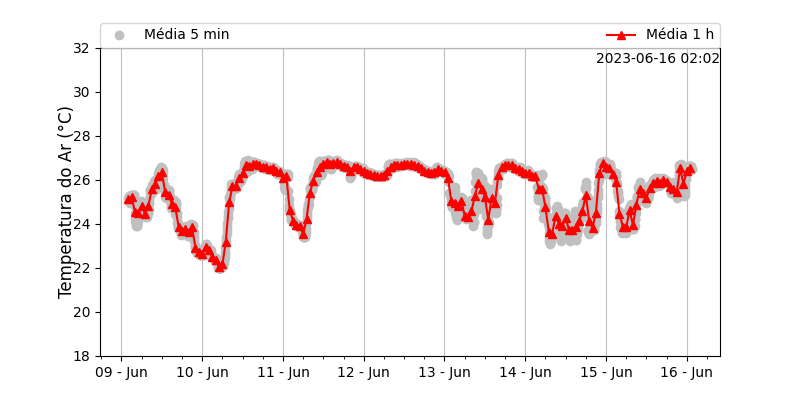 Média 5 min
Média 1 h
2023-06-16 02:02
Temperatura do Ar (°C)
32
30
28
26
24
22
20
18
09 - Jun
10 - Jun
11 - Jun
12 - Jun
13 - Jun
14 - Jun
15 - Jun
16 - Jun